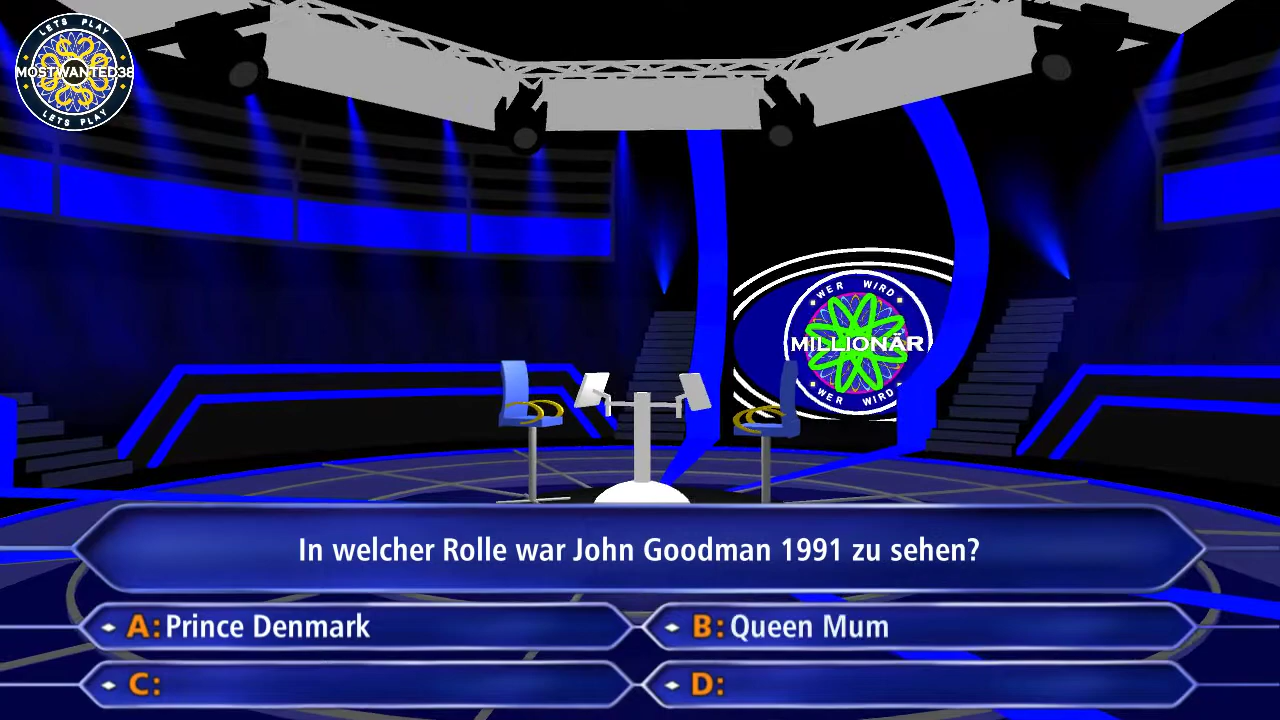 LETS PLAY
MOSTWANTED38
LETS PLAY
WER WIRD
MILLIONÄR
WER WIRD
In welcher Rolle war John Goodman 1991 zu sehen?
A: Prince Denmark
B: Queen Mum
C:
D: